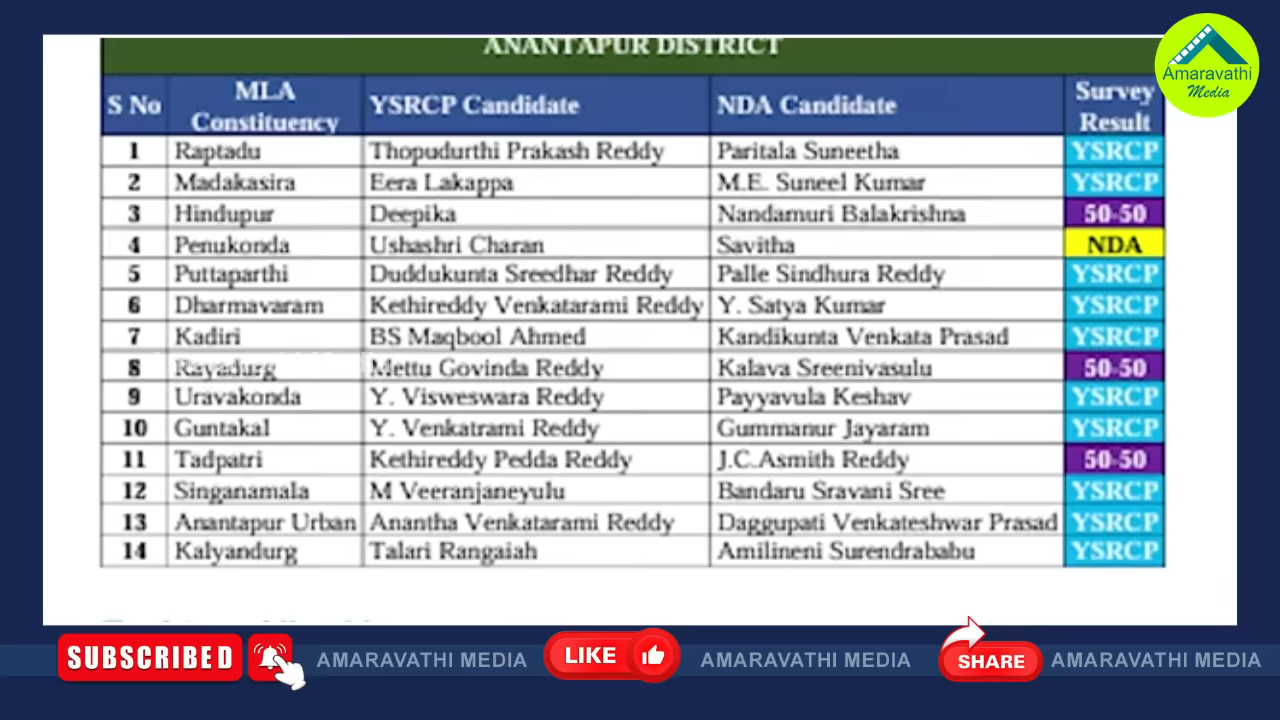 ANANTAPUR DISTRICT
Amaravathi
Media
S No MLA Constituency YSRCP Candidate NDA Candidate Survey Result
1 Raptadu Thopudurthi Prakash Reddy Paritala Suneetha YSRCP
2 Madakasira Eera Lakappa M.E. Suneel Kumar YSRCP
3 Hindupur Deepika Nandamuri Balakrishna 50-50
4 Penukonda Ushashri Charan Savitha NDA
5 Puttaparthi Duddukunta Sreedhar Reddy Palle Sindhura Reddy YSRCP
6 Dharmavaram Kethireddy Venkatarami Reddy Y. Satya Kumar YSRCP
7 Kadiri BS Maqbool Ahmed Kandikunta Venkata Prasad YSRCP
8 Rayadurg Mettu Govinda Reddy Kalava Sreenivasulu 50-50
9 Uravakonda Y. Visweswara Reddy Payyavula Keshav YSRCP
10 Guntakal Y. Venkatrami Reddy Gummanur Jayaram YSRCP
11 Tadpatri Kethireddy Pedda Reddy J.C.Asmith Reddy 50-50
12 Singanamala M Veeranjaneyulu Bandaru Sravani Sree YSRCP
13 Anantapur Urban Anantha Venkatarami Reddy Daggupati Venkateshwar Prasad YSRCP
14 Kalyandurg Talari Rangaiah Amilineni Surendrababu YSRCP
SUBSCRIBED AMARAVATHI MEDIA LIKE AMARAVATHI MEDIA SHARE AMARAVATHI MEDIA